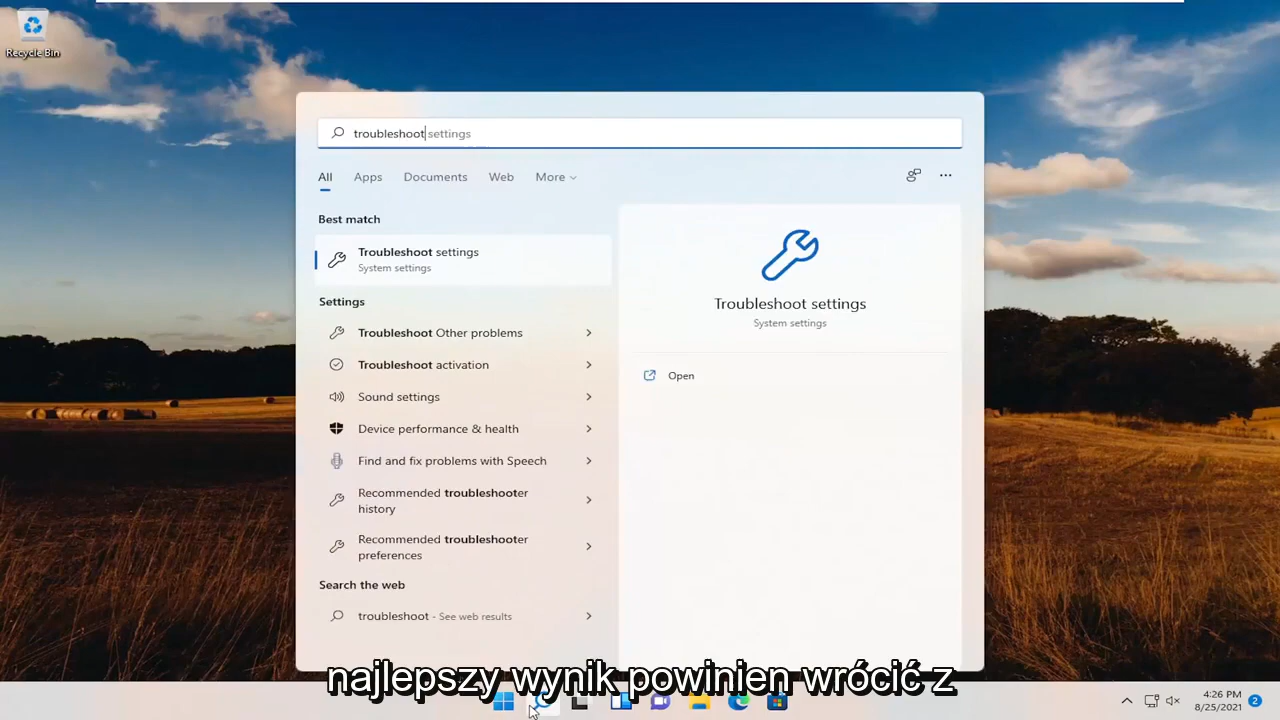 Recycle Bin
troubleshoot settings
All Apps Documents Web More
Best match
Troubleshoot settings
System settings
Settings
Troubleshoot Other problems
Troubleshoot activation
Sound settings
Device performance & health
Find and fix problems with Speech
Recommended troubleshooter
history
Recommended troubleshooter
preferences
Search the web
troubleshoot - See web results
Troubleshoot settings
System settings
Open
najlepszy wynik powinien wrócić z
4:26 PM
8/25/2021
2